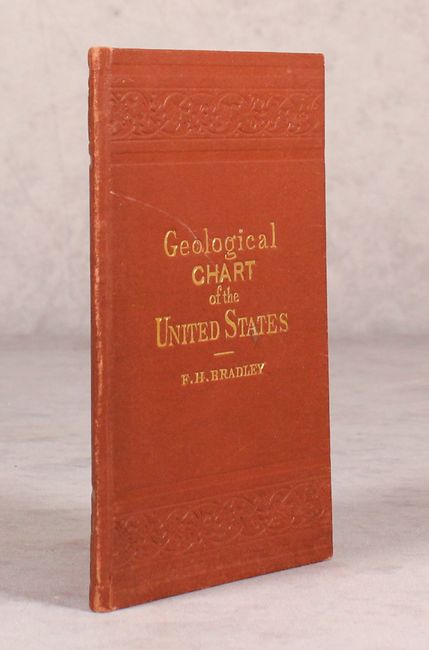 Geological
CHART
of the
UNITED STATES
F. H. BRADLEY